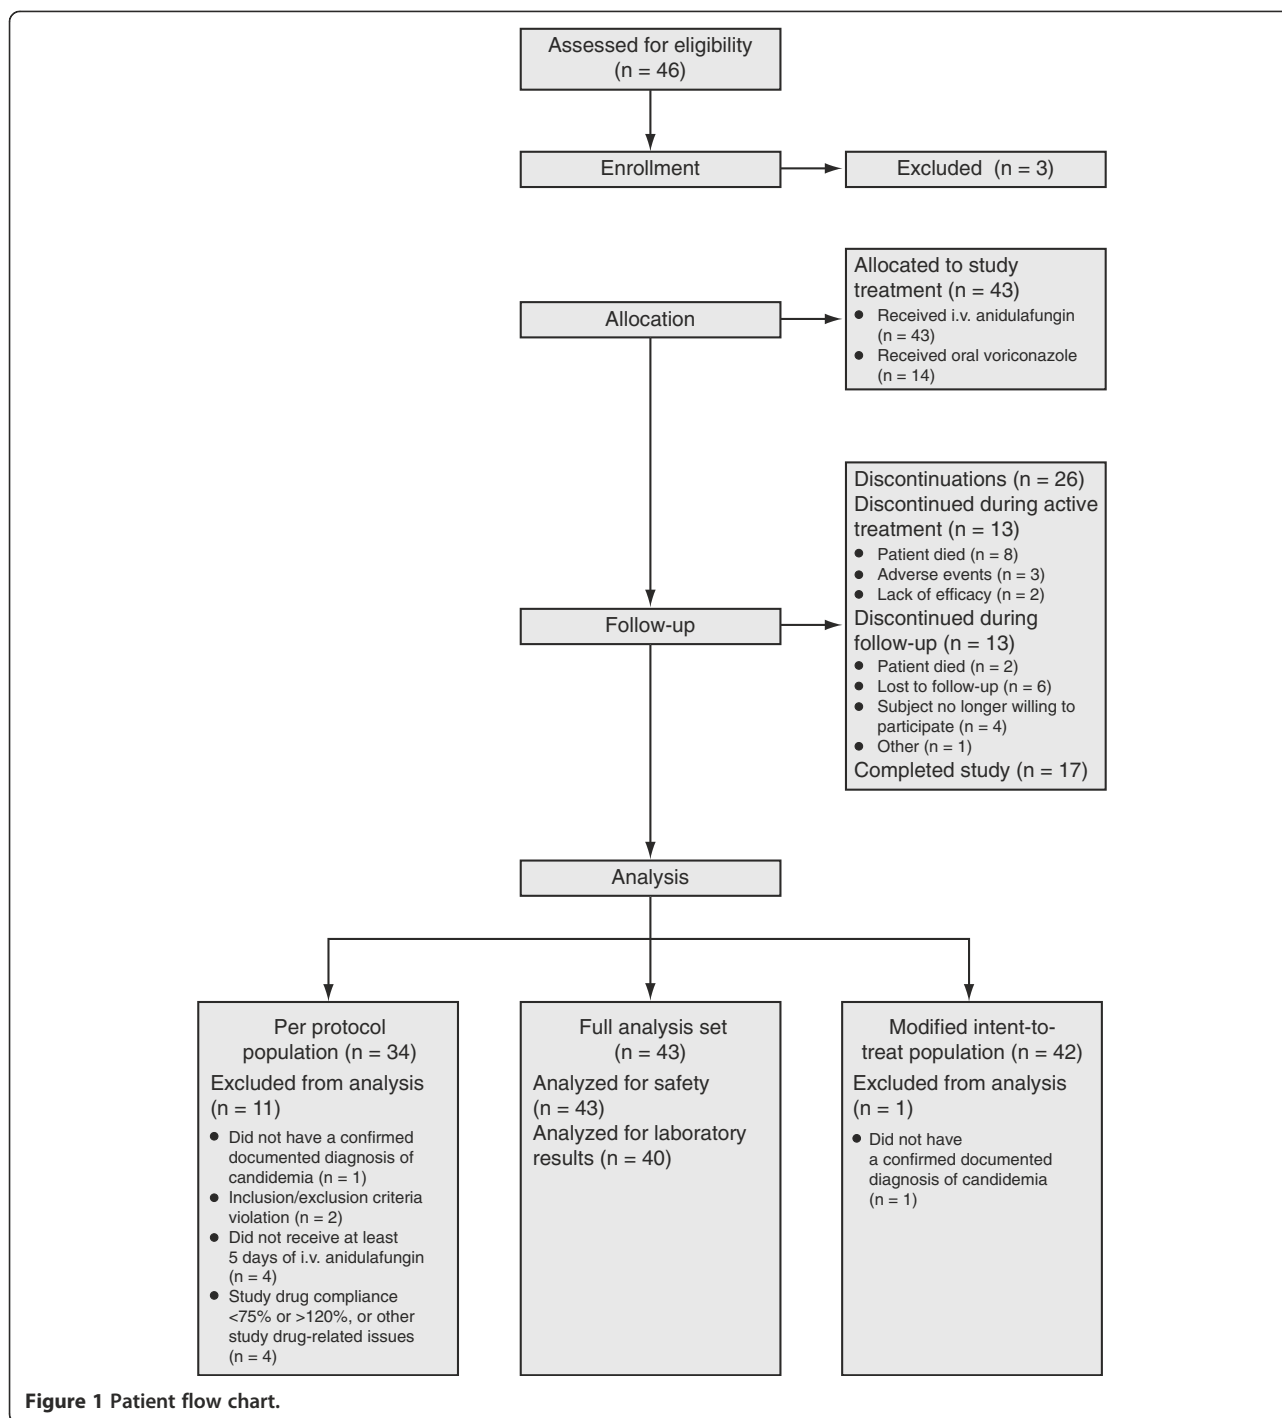 Assessed for eligibility
(n = 46)
Enrollment
Excluded (n = 3)
Allocation
Allocated to study
treatment (n = 43)
● Received i.v. anidulafungin
(n = 43)
● Received oral voriconazole
(n = 14)
Follow-up
Discontinuations (n = 26)
Discontinued during active
treatment (n = 13)
● Patient died (n = 8)
● Adverse events (n = 3)
● Lack of efficacy (n = 2)
Discontinued during
follow-up (n = 13)
● Patient died (n = 2)
● Lost to follow-up (n = 6)
● Subject no longer willing to
participate (n = 4)
● Other (n = 1)
Completed study (n = 17)
Analysis
Per protocol
population (n = 34)
Excluded from analysis
(n = 11)
● Did not have a confirmed
documented diagnosis of
candidemia (n = 1)
● Inclusion/exclusion criteria
violation (n = 2)
● Did not receive at least
5 days of i.v. anidulafungin
(n = 4)
● Study drug compliance
<75% or >120%, or other
study drug-related issues
(n = 4)
Full analysis set
(n = 43)
Analyzed for safety
(n = 43)
Analyzed for laboratory
results (n = 40)
Modified intent-to-
treat population (n = 42)
Excluded from analysis
(n = 1)
● Did not have
a confirmed documented
diagnosis of candidemia
(n = 1)
Figure 1 Patient flow chart.